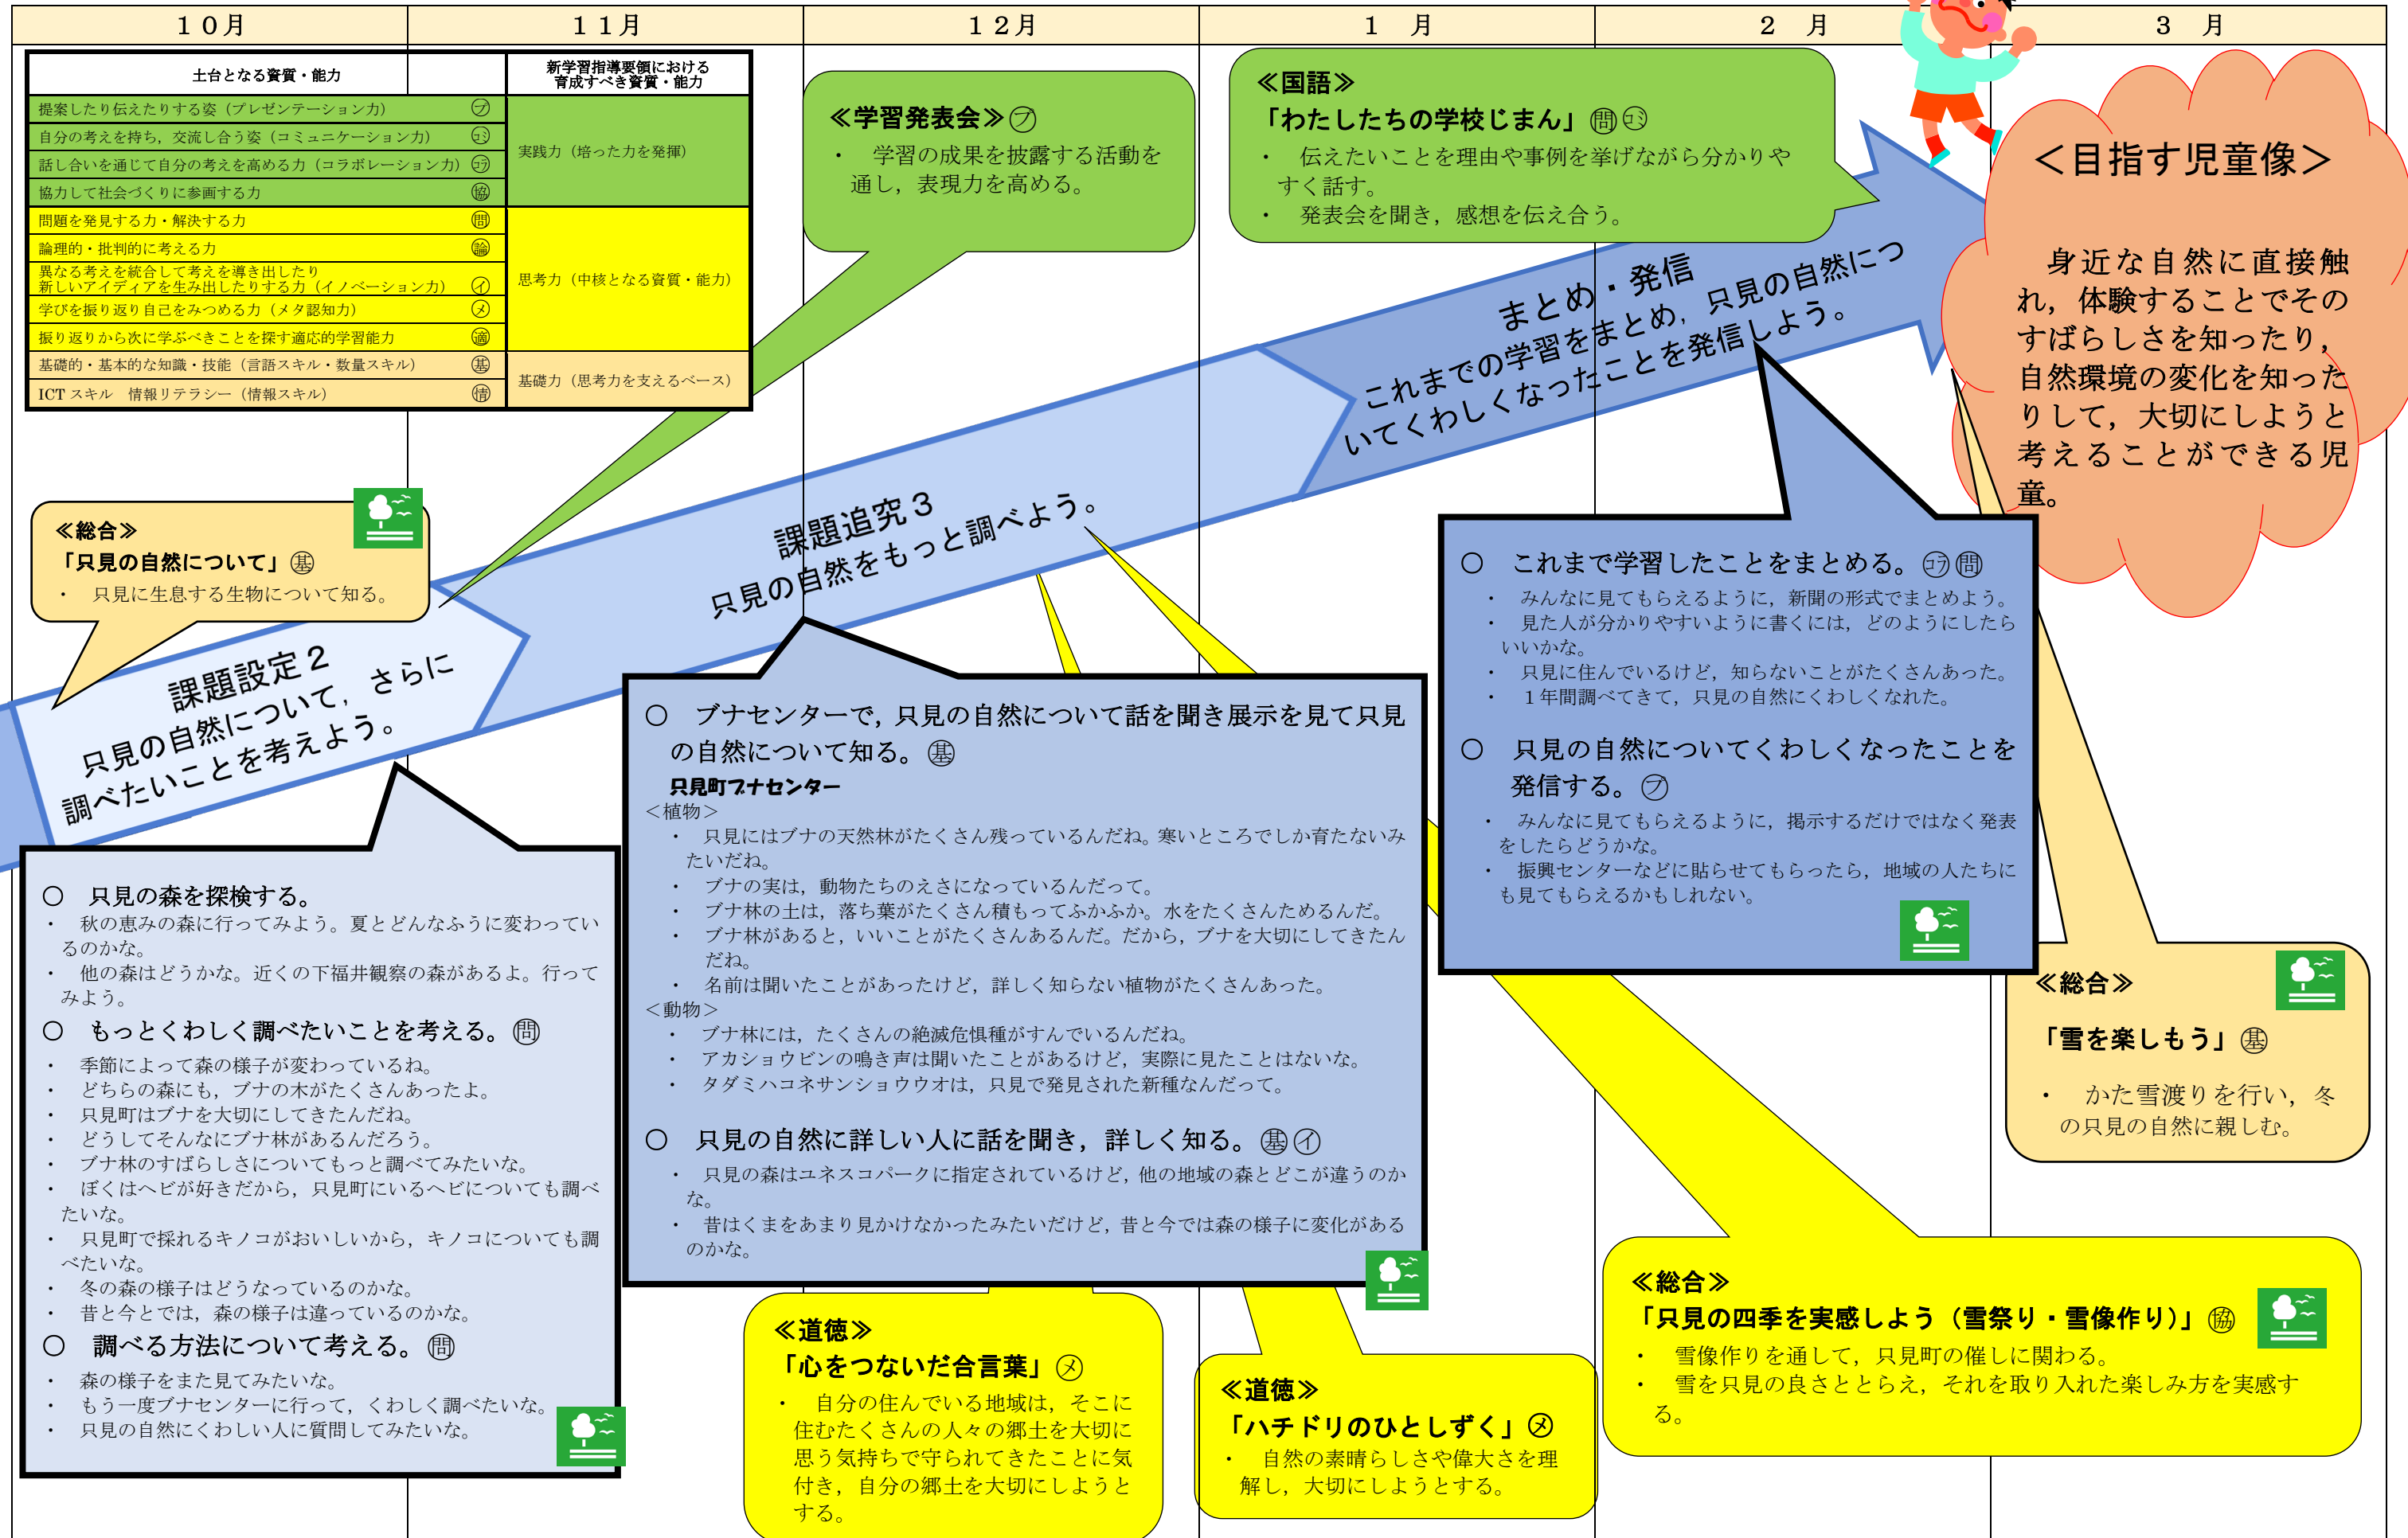 １０月
１１月
１２月
１　月
２　月
３　月
土台となる資質・能力
新学習指導要領における
育成すべき資質・能力
提案したり伝えたりする姿（プレゼンテーション力） ㋫
自分の考えを持ち，交流し合う姿（コミュニケーション力） コミ
話し合いを通じて自分の考えを高める力（コラボレーション力） コラ
協力して社会づくりに参画する力 ㊿協
実践力（培った力を発揮）
問題を発見する力・解決する力 問
論理的・批判的に考える力 論
異なる考えを統合して考えを導き出したり
新しいアイディアを生み出したりする力（イノベーション力） ㋑
学びを振り返り自己をみつめる力（メタ認知力） ㋱
振り返りから次に学ぶべきことを探す適応的学習能力 適
思考力（中核となる資質・能力）
基礎的・基本的な知識・技能（言語スキル・数量スキル） 基
ICT スキル　情報リテラシー（情報スキル） 情
基礎力（思考力を支えるベース）
≪学習発表会≫プ
・　学習の成果を披露する活動を
通し，表現力を高める。
≪国語≫
「わたしたちの学校じまん」問コミ
・　伝えたいことを理由や事例を挙げながら分かりや
すく話す。
・　発表会を聞き，感想を伝え合う。
＜目指す児童像＞
身近な自然に直接触
れ，体験することでその
すばらしさを知ったり，
自然環境の変化を知った
りして，大切にしようと
考えることができる児
童。
まとめ・発信
これまでの学習をまとめ，只見の自然につ
いてくわしくなったことを発信しよう。
課題追究３
只見の自然をもっと調べよう。
≪総合≫
「只見の自然について」基
・　只見に生息する生物について知る。
課題設定２
只見の自然について，さらに
調べたいことを考えよう。
○　只見の森を探検する。
・　秋の恵みの森に行ってみよう。夏とどんなふうに変わってい
るのかな。
・　他の森はどうかな。近くの下福井観察の森があるよ。行って
みよう。
○　もっとくわしく調べたいことを考える。問
・　季節によって森の様子が変わっているね。
・　どちらの森にも，ブナの木がたくさんあったよ。
・　只見町はブナを大切にしてきたんだね。
・　どうしてそんなにブナ林があるんだろう。
・　ブナ林のすばらしさについてもっと調べてみたいな。
・　ぼくはヘビが好きだから，只見町にいるヘビについても調べ
たいな。
・　只見町で採れるキノコがおいしいから，キノコについても調
べたいな。
・　冬の森の様子はどうなっているのかな。
・　昔と今とでは，森の様子は違っているのかな。
○　調べる方法について考える。問
・　森の様子をまた見てみたいな。
・　もう一度ブナセンターに行って，くわしく調べたいな。
・　只見の自然にくわしい人に質問してみたいな。
○　ブナセンターで，只見の自然について話を聞き展示を見て只見
の自然について知る。基
只見町ブナセンター
＜植物＞
・　只見にはブナの天然林がたくさん残っているんだね。寒いところでしか育たないみ
たいだね。
・　ブナの実は，動物たちのえさになっているんだって。
・　ブナ林の土は，落ち葉がたくさん積もってふかふか。水をたくさんためるんだ。
・　ブナ林があると，いいことがたくさんあるんだ。だから，ブナを大切にしてきたん
だね。
・　名前は聞いたことがあったけど，詳しく知らない植物がたくさんあった。
＜動物＞
・　ブナ林には，たくさんの絶滅危惧種がすんでいるんだね。
・　アカショウビンの鳴き声は聞いたことがあるけど，実際に見たことはないな。
・　タダミハコネサンショウウオは，只見で発見された新種なんだって。
○　只見の自然に詳しい人に話を聞き，詳しく知る。基㋑
・　只見の森はユネスコパークに指定されているけど，他の地域の森とどこが違うのか
な。
・　昔はくまをあまり見かけなかったみたいだけど，昔と今では森の様子に変化がある
のかな。
○　これまで学習したことをまとめる。コラ問
・　みんなに見てもらえるように，新聞の形式でまとめよう。
・　見た人が分かりやすいように書くには，どのようにしたら
いいかな。
・　只見に住んでいるけど，知らないことがたくさんあった。
・　１年間調べてきて，只見の自然にくわしくなれた。
○　只見の自然についてくわしくなったことを
発信する。プ
・　みんなに見てもらえるように，掲示するだけではなく発表
をしたらどうかな。
・　振興センターなどに貼らせてもらったら，地域の人たちに
も見てもらえるかもしれない。
≪総合≫
「雪を楽しもう」基
・　かた雪渡りを行い，冬
の只見の自然に親しむ。
≪道徳≫
「心をつないだ合言葉」㋱
・　自分の住んでいる地域は，そこに
住むたくさんの人々の郷土を大切に
思う気持ちで守られてきたことに気
付き，自分の郷土を大切にしようと
する。
≪道徳≫
「ハチドリのひとしずく」㋱
・　自然の素晴らしさや偉大さを理
解し，大切にしようとする。
≪総合≫
「只見の四季を実感しよう（雪祭り・雪像作り）」協
・　雪像作りを通して，只見町の催しに関わる。
・　雪を只見の良さととらえ，それを取り入れた楽しみ方を実感す
る。